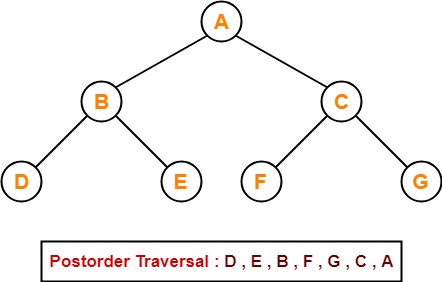 A
B
C
D
E
F
G
Postorder Traversal : D , E , B , F , G , C , A